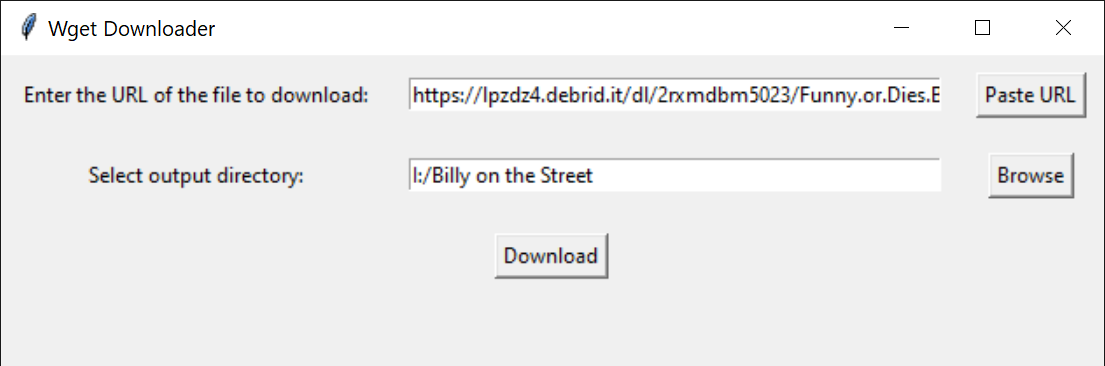 Wget Downloader
Enter the URL of the file to download: https://lpzdz4.debrid.it/dl/2rxmdbm5023/Funny.or.Dies.B Paste URL
Select output directory: I:/Billy on the Street Browse
Download